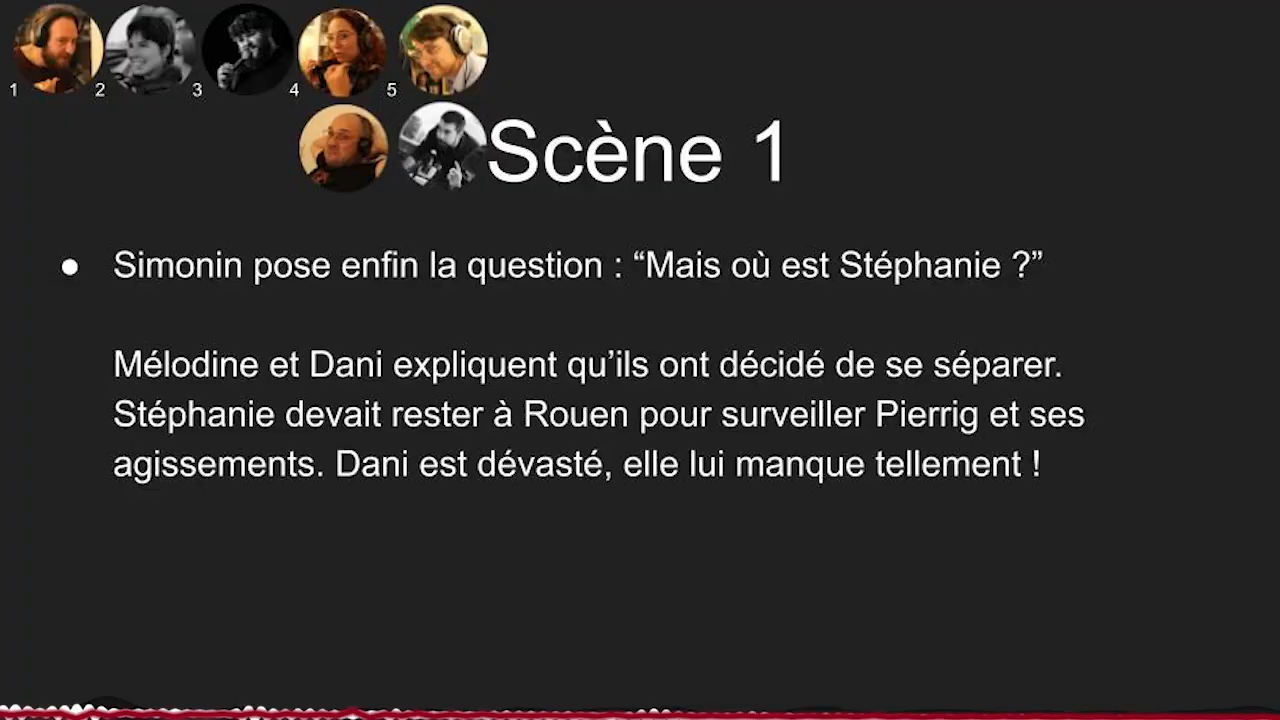 1 2 3 4 5
Scène 1
● Simonin pose enfin la question : “Mais où est Stéphanie ?”
Mélodine et Dani expliquent qu’ils ont décidé de se séparer.
Stéphanie devait rester à Rouen pour surveiller Pierrig et ses
agissements. Dani est dévasté, elle lui manque tellement !